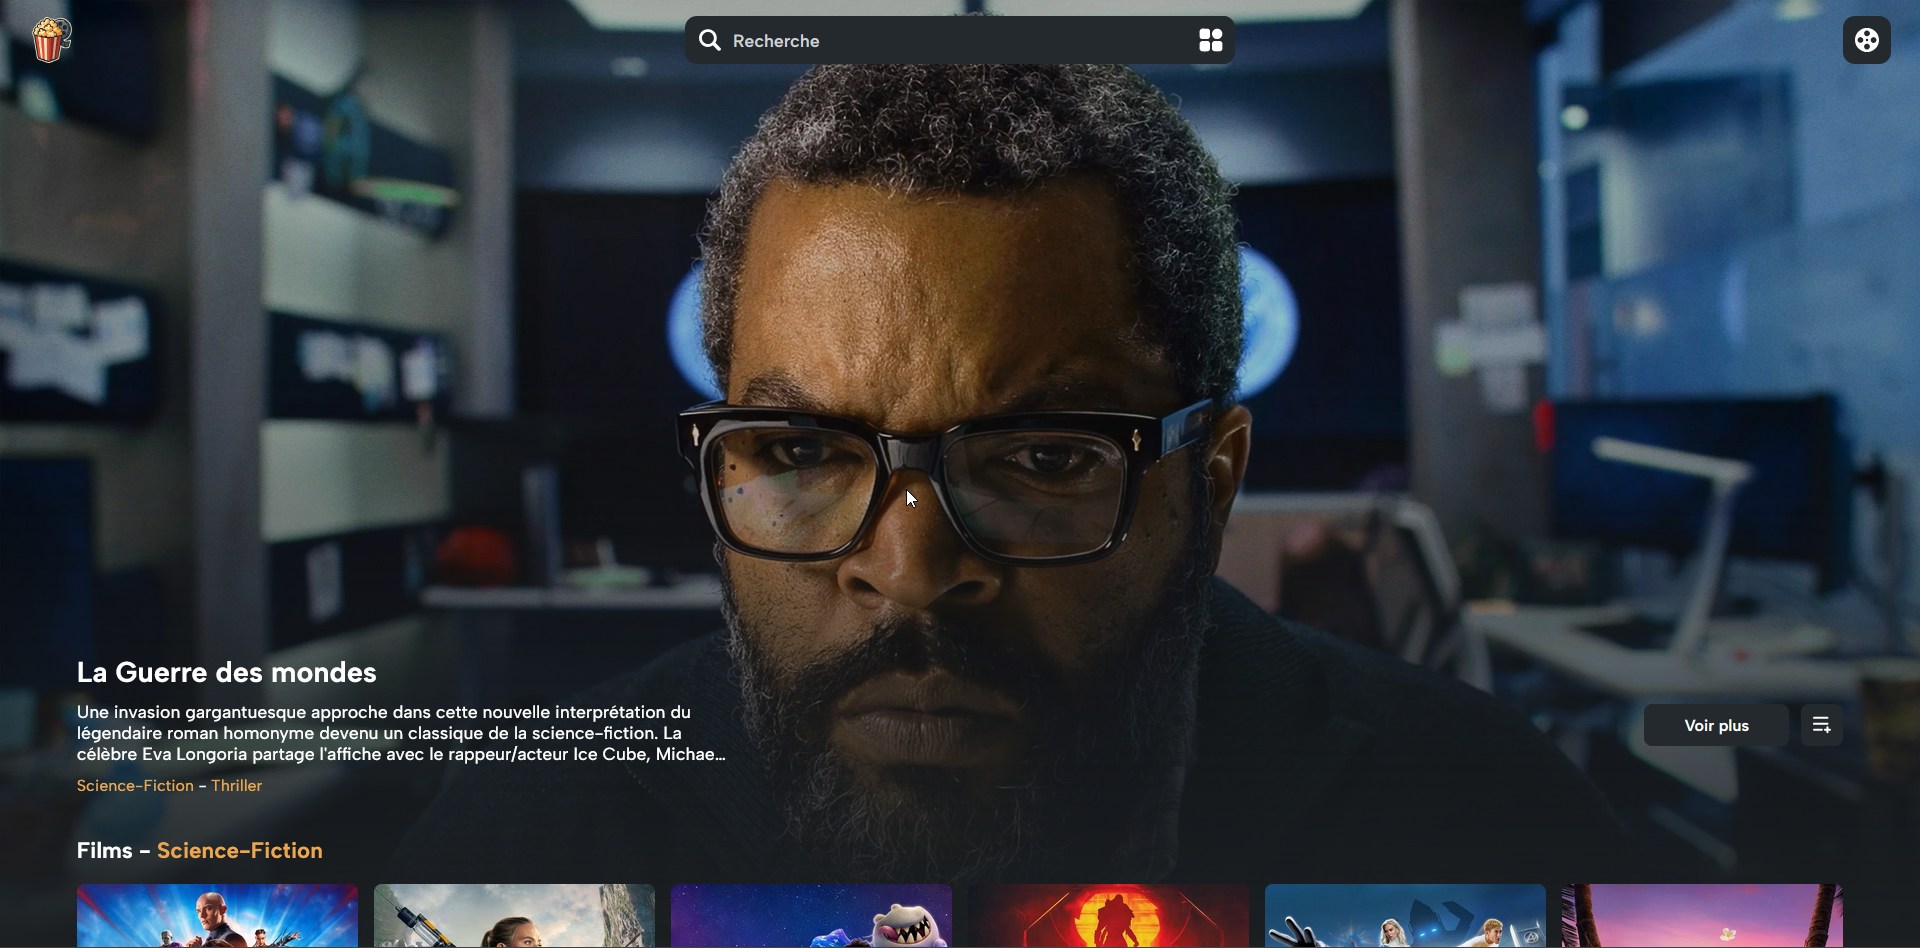 Recherche
La Guerre des mondes
Une invasion gargantuesque approche dans cette nouvelle interprétation du
légendaire roman homonyme devenu un classique de la science-fiction. La
célèbre Eva Longoria partage l'affiche avec le rappeur/acteur Ice Cube, Michae...
Science-Fiction - Thriller
Voir plus
Films - Science-Fiction